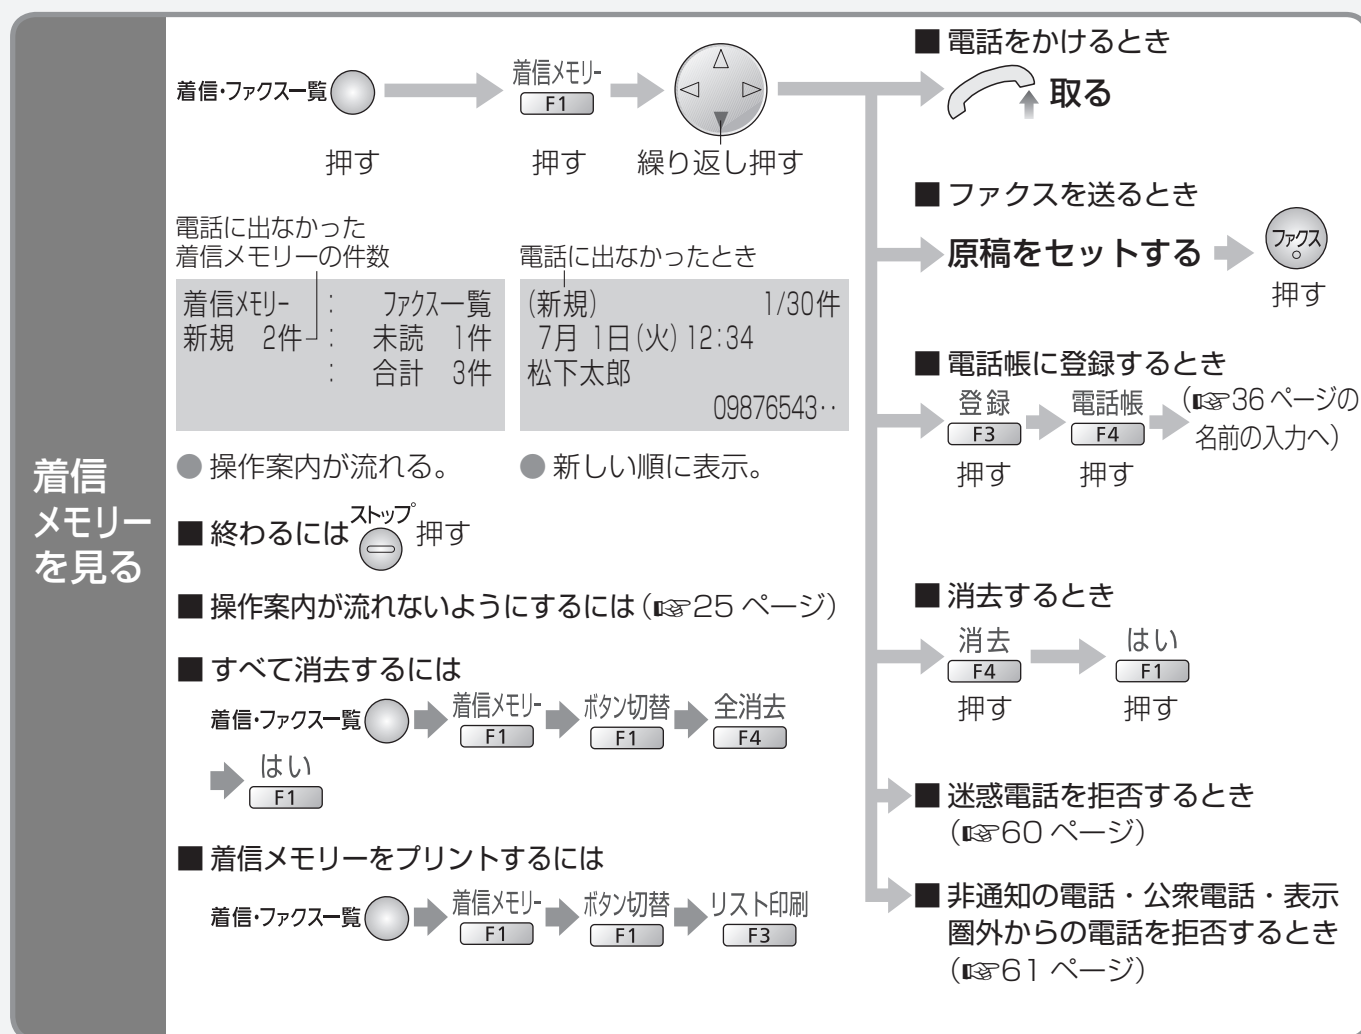 着信
メモリー
を見る
着信・ファクス一覧
押す
着信メモリー
F1
押す
繰り返し押す
電話に出なかった
着信メモリーの件数
着信メモリー : ファクス一覧
新規 2件 : 未読 1件
: 合計 3件
電話に出なかったとき
(新規) 1/30件
7月 1日(火)12:34
松下太郎
09876543‥
● 操作案内が流れる。
● 新しい順に表示。
■ 終わるには ストップ 押す
■ 操作案内が流れないようにするには(☞25 ページ)
■ すべて消去するには
着信・ファクス一覧 着信メモリー ボタン切替 全消去
F1 F1 F4
はい
F1
■ 着信メモリーをプリントするには
着信・ファクス一覧 着信メモリー ボタン切替 リスト印刷
F1 F1 F3
■ 電話をかけるとき
取る
■ ファクスを送るとき
原稿をセットする ファクス
押す
■ 電話帳に登録するとき
登録 電話帳 (☞36 ページの
F3 F4 名前の入力へ)
押す 押す
■ 消去するとき
消去 はい
F4 F1
押す 押す
■ 迷惑電話を拒否するとき
(☞60 ページ)
■ 非通知の電話・公衆電話・表示
圏外からの電話を拒否するとき
(☞61 ページ)